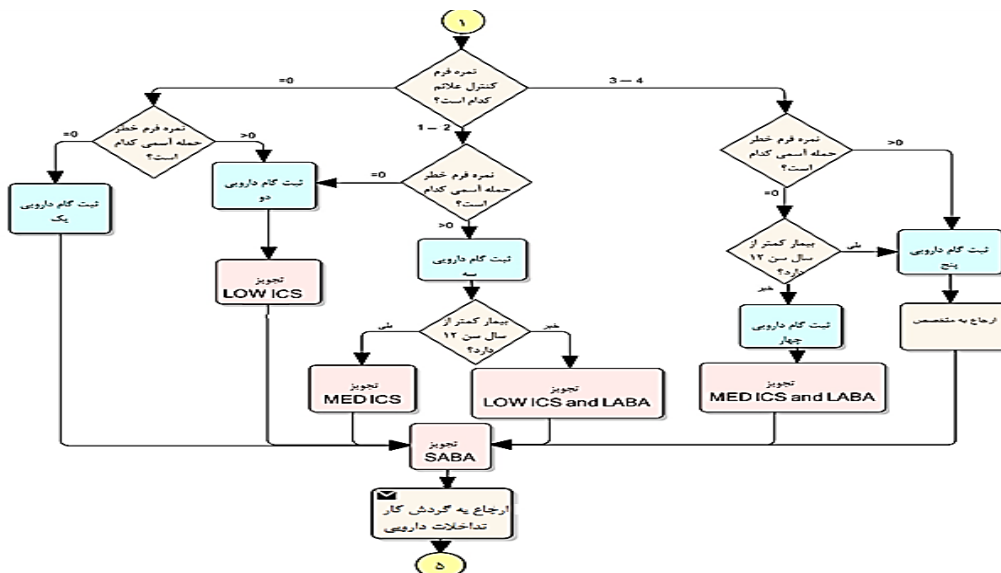 ۱
نمره فرم
کنترل علائم
کدام است؟
=0
3 – 4
1 – 2
نمره فرم خطر
حمله آسمی کدام
است؟
=0
>0
ثبت گام دارویی
یک
ثبت گام دارویی
دو
=0
نمره فرم خطر
حمله آسمی کدام
است؟
>0
نمره فرم خطر
حمله آسمی کدام
است؟
>0
=0
تجویز
LOW ICS
ثبت گام دارویی
سه
بیمار کمتر از
۱۲ سال سن
دارد؟
بلی
خیر
ثبت گام دارویی
پنج
بیمار کمتر از
۱۲ سال سن
دارد؟
بلی
خیر
ثبت گام دارویی
چهار
ارجاع به متخصص
تجویز
MED ICS
تجویز
LOW ICS and LABA
تجویز
MED ICS and LABA
تجویز
SABA
ارجاع به گردش کار
تداخلات دارویی
۵